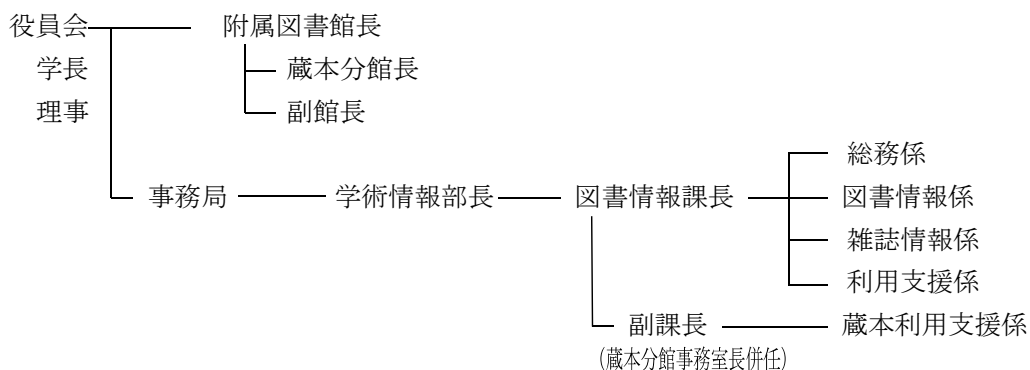 役員会 附属図書館長
学長 蔵本分館長
理事 副館長
総務係
事務局 学術情報部長 図書情報課長 図書情報係
雑誌情報係
利用支援係
副課長 蔵本利用支援係
(蔵本分館事務室長併任)